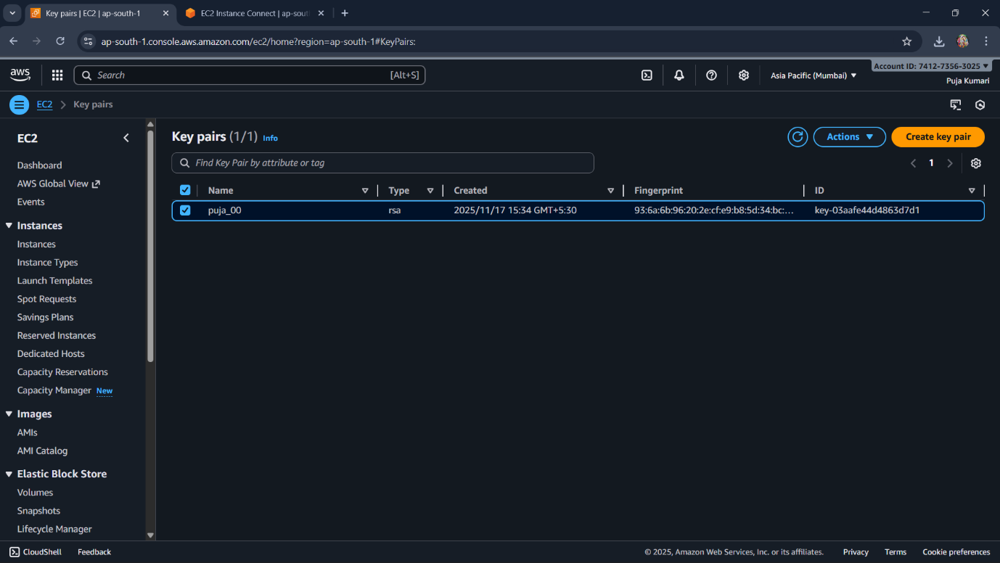 Key pairs | EC2 | ap-south-1
EC2 Instance Connect | ap-sout
ap-south-1.console.aws.amazon.com/ec2/home?region=ap-south-1#KeyPairs:
aws
Search
[Alt+S]
Asia Pacific (Mumbai)
Account ID: 7412-7356-3025
Puja Kumari
EC2
Key pairs
EC2
Dashboard
AWS Global View
Events
Instances
Instances
Instance Types
Launch Templates
Spot Requests
Savings Plans
Reserved Instances
Dedicated Hosts
Capacity Reservations
Capacity Manager New
Images
AMIs
AMI Catalog
Elastic Block Store
Volumes
Snapshots
Lifecycle Manager
Key pairs (1/1) Info
Actions
Create key pair
Find Key Pair by attribute or tag
1
Name Type Created Fingerprint ID
puja_00 rsa 2025/11/17 15:34 GMT+5:30 93:6a:6b:96:20:2e:cf:e9:b8:5d:34:bc:... key-03aafe44d4863d7d1
CloudShell Feedback © 2025, Amazon Web Services, Inc. or its affiliates. Privacy Terms Cookie preferences